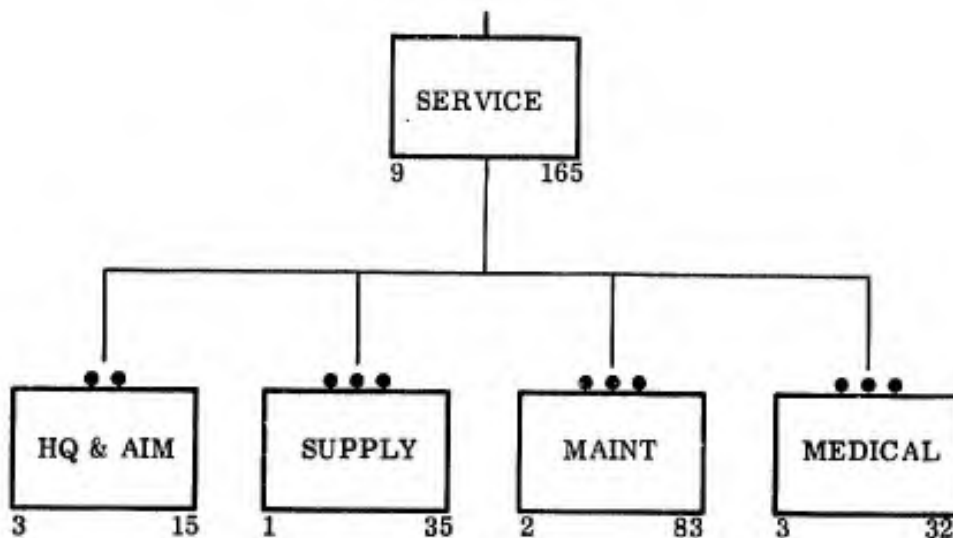 SERVICE
9 165
HQ & AIM SUPPLY MAINT MEDICAL
3 15 1 35 2 83 3 32